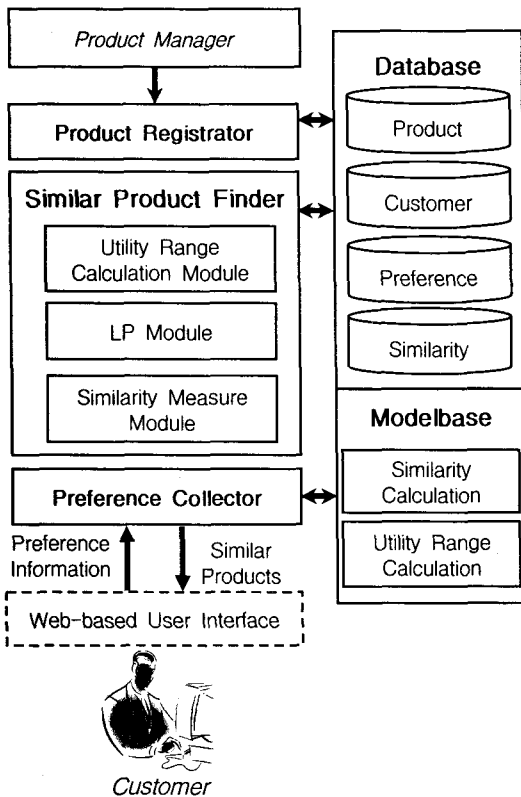 Product Manager
Product Registrator
Similar Product Finder
Utility Range
Calculation Module
LP Module
Similarity Measure
Module
Preference Collector
Preference
Information
Similar
Products
Web-based User Interface
Customer
Database
Product
Customer
Preference
Similarity
Modelbase
Similarity
Calculation
Utility Range
Calculation